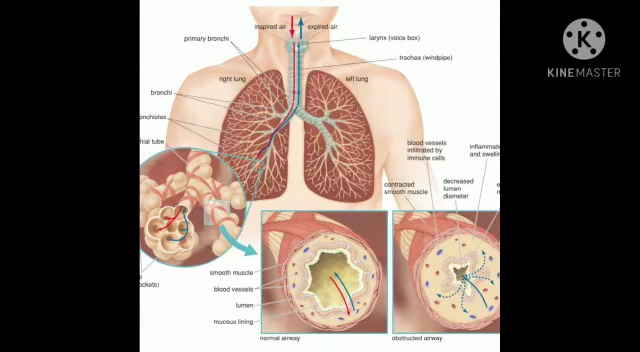 inspired air
expired air
larynx (voice box)
primary bronchi
trachea (windpipe)
right lung
left lung
bronchi
KINEMASTER
blood vessels
infiltrated by
immune cells
contracted
smooth muscle
decreased
lumen
diameter
smooth muscle
blood vessels
lumen
mucous lining
normal airway
obstructed airway